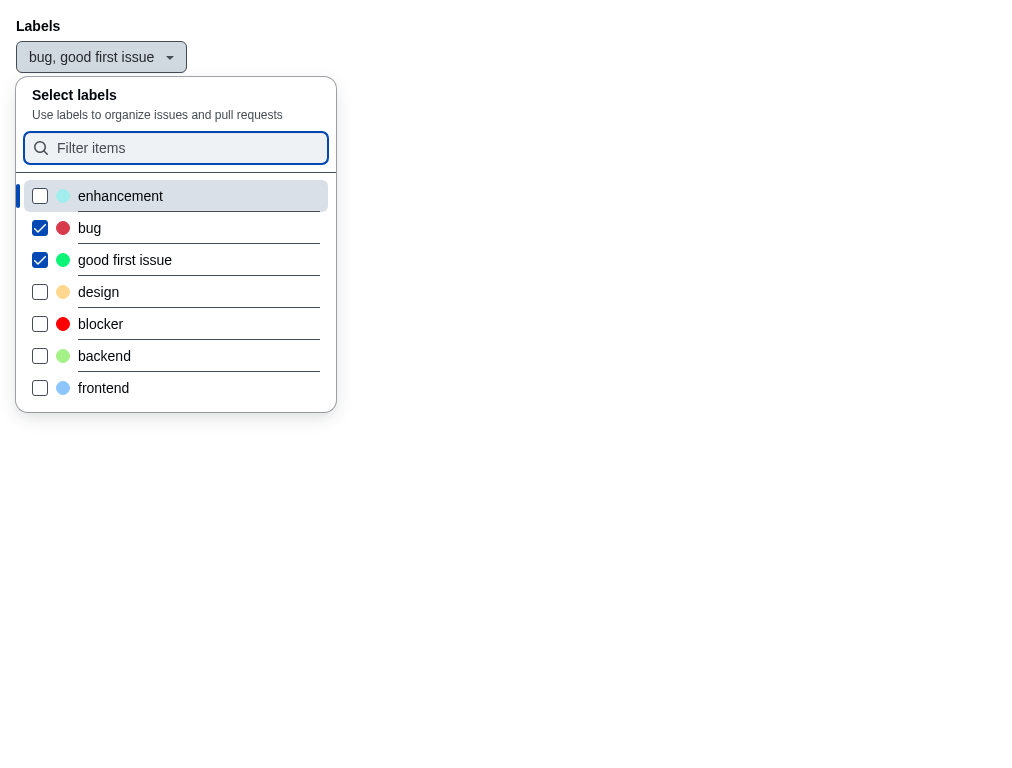 Labels
bug, good first issue
Select labels
Use labels to organize issues and pull requests
Filter items
enhancement
bug
good first issue
design
blocker
backend
frontend